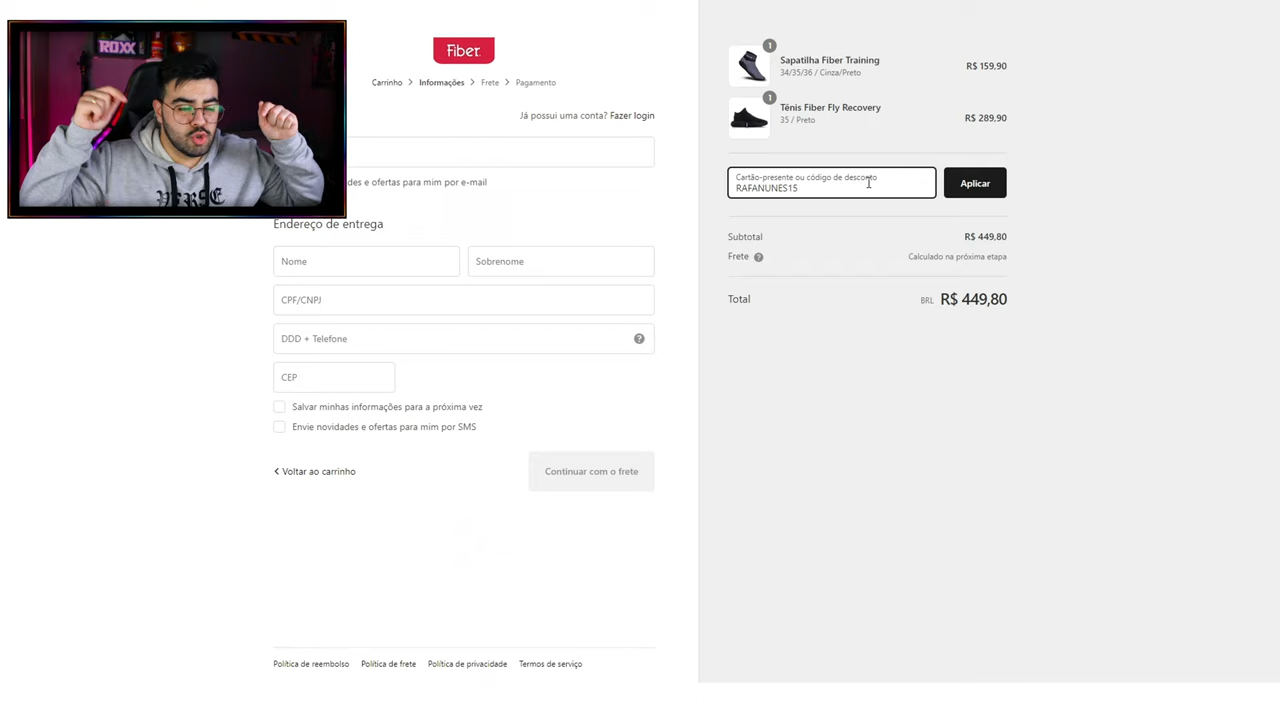 ROXX
VERSE
Fiber.
Carrinho > Informações > Frete > Pagamento
Já possui uma conta? Fazer login
des e ofertas para mim por e-mail
Endereço de entrega
Nome
Sobrenome
CPF/CNPJ
DDD + Telefone
?
CEP
Salvar minhas informações para a próxima vez
Envie novidades e ofertas para mim por SMS
< Voltar ao carrinho
Continuar com o frete
Política de reembolso Política de frete Política de privacidade Termos de serviço
1
Sapatilha Fiber Training
34/35/36 / Cinza/Preto
R$ 159,90
1
Tênis Fiber Fly Recovery
35 / Preto
R$ 289,90
Cartão-presente ou código de desconto
RAFANUNES15
Aplicar
Subtotal R$ 449,80
Frete ? Calculado na próxima etapa
Total BRL R$ 449,80